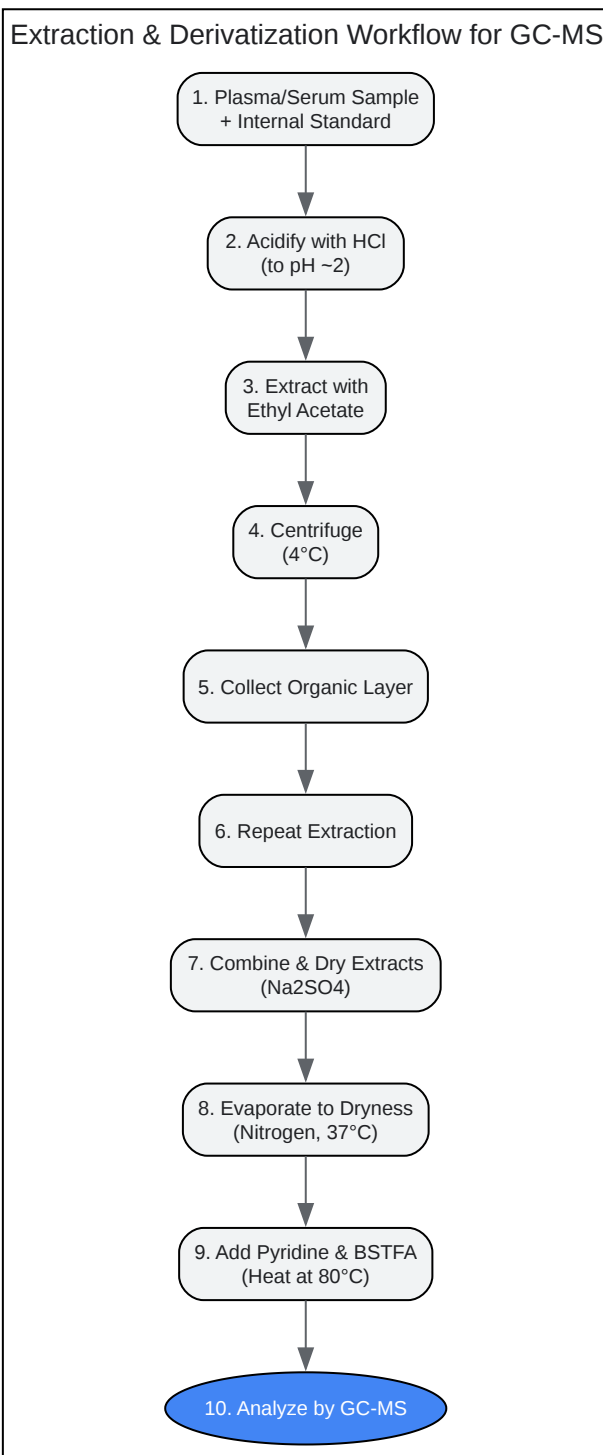 Extraction & Derivatization Workflow for GC-MS
1. Plasma/Serum Sample
+ Internal Standard
2. Acidify with HCl
(to pH ~2)
3. Extract with
Ethyl Acetate
4. Centrifuge
(4°C)
5. Collect Organic Layer
6. Repeat Extraction
7. Combine & Dry Extracts
(Na2SO4)
8. Evaporate to Dryness
(Nitrogen, 37°C)
9. Add Pyridine & BSTFA
(Heat at 80°C)
10. Analyze by GC-MS